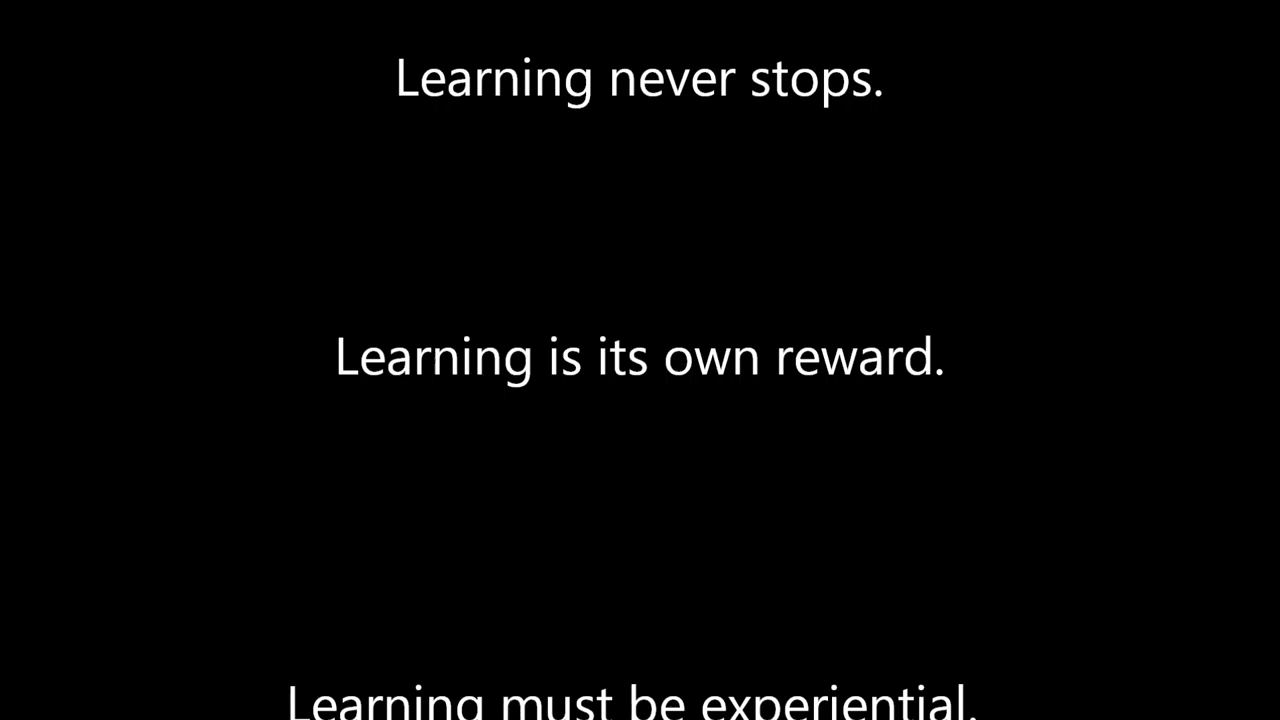 Learning never stops.
Learning is its own reward.
Learning must be experiential.